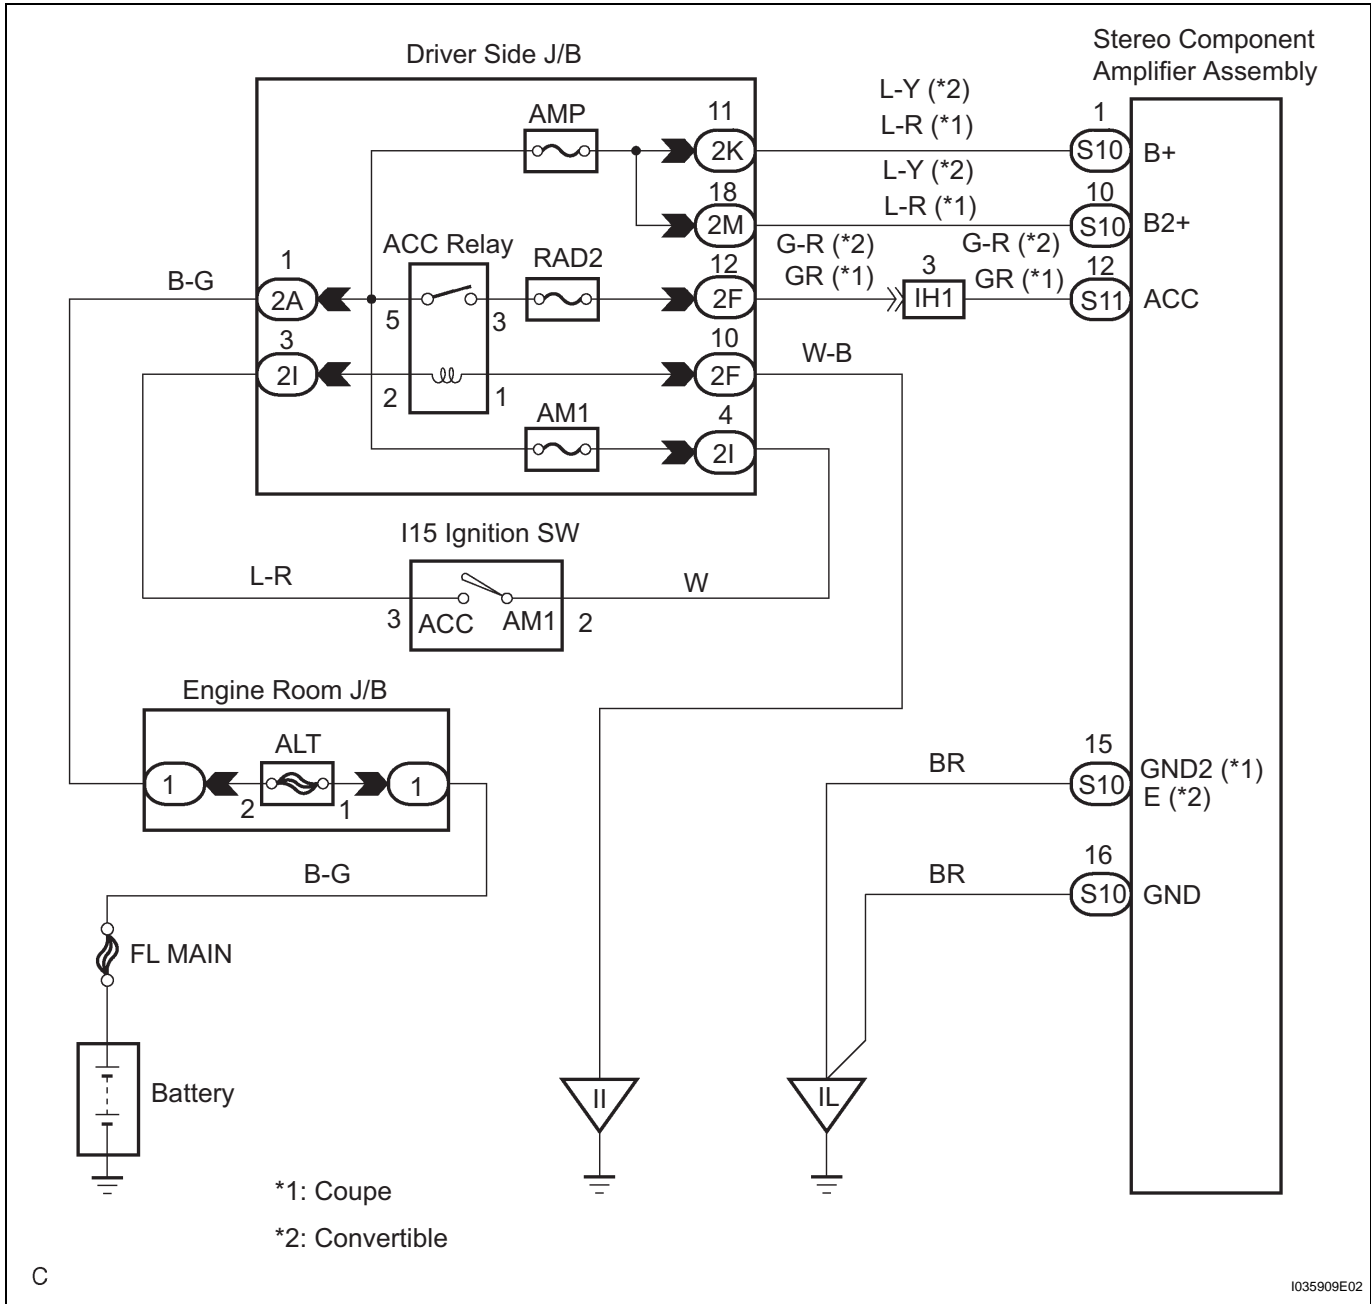 Driver Side J/B
Stereo Component
Amplifier Assembly
AMP
11
2K
L-Y (*2)
L-R (*1)
1
S10
B+
18
2M
L-Y (*2)
L-R (*1)
10
S10
B2+
B-G
1
2A
ACC Relay
5
3
RAD2
12
2F
G-R (*2)
GR (*1)
3
IH1
G-R (*2)
GR (*1)
12
S11
ACC
3
2I
2
1
10
2F
W-B
AM1
4
2I
I15 Ignition SW
L-R
3
ACC
AM1
2
W
Engine Room J/B
ALT
1
2
1
1
BR
15
S10
GND2 (*1)
E (*2)
B-G
BR
16
S10
GND
FL MAIN
Battery
II
IL
*1: Coupe
*2: Convertible
C
I035909E02